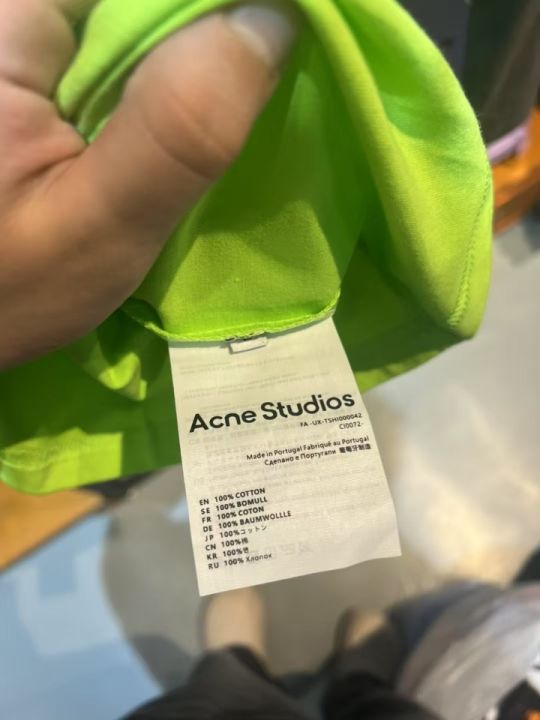 Acne Studios
FA-UX-TSHI000042
CI0072-
Made in Portugal Fabriqué au Portugal
Сделано в Португалии 葡萄牙制造
EN 100% COTTON
SE 100% BOMULL
FR 100% COTON
DE 100% BAUMWOLLLE
JP 100%コットン
CN 100%棉
KR 100%
RU 100% Хлопок